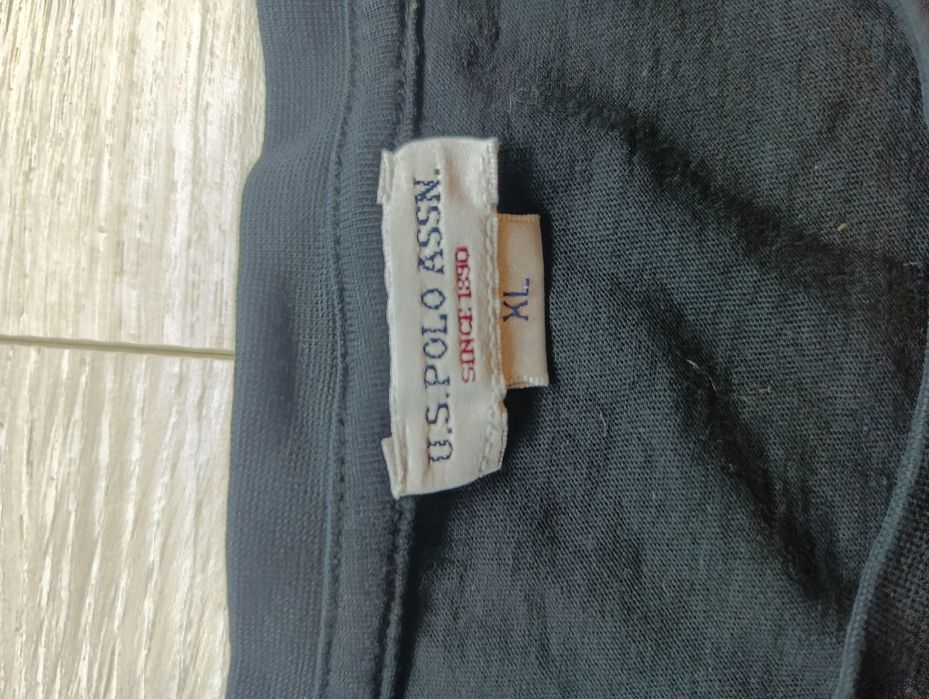 U.S.POLO ASSN.
SINCE 1890
XL